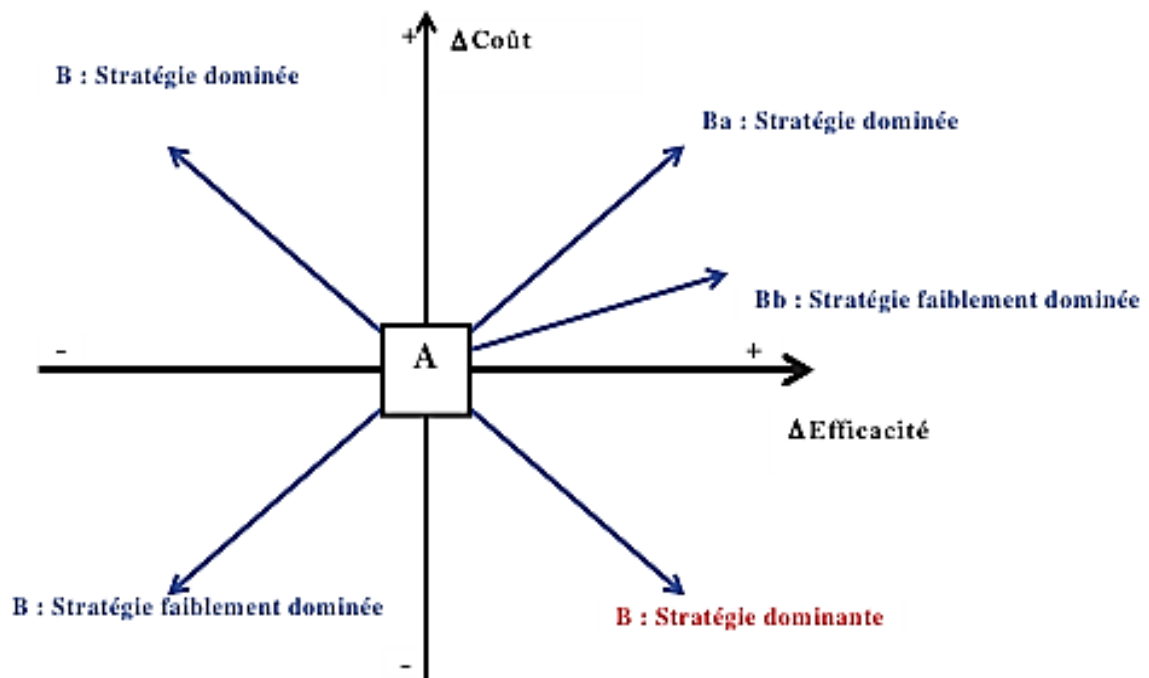 +
ΔCoût
B : Stratégie dominée
Ba : Stratégie dominée
Bb : Stratégie faiblement dominée
-
A
+
ΔEfficacité
B : Stratégie faiblement dominée
B : Stratégie dominante
-